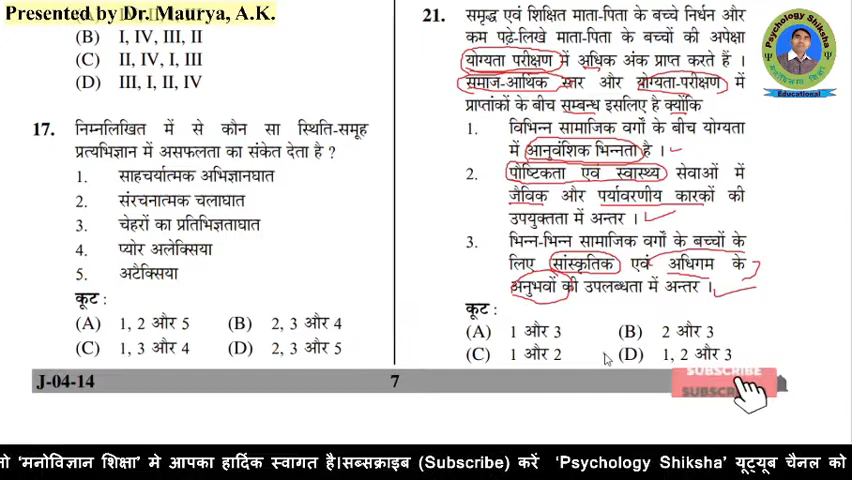 Presented by Dr. Maurya, A.K.
(B) I, IV, III, II
(C) II, IV, I, III
(D) III, I, II, IV
17. निम्नलिखित में से कौन सा स्थिति-समूह
प्रत्यभिज्ञान में असफलता का संकेत देता है ?
1. साहचर्यात्मक अभिज्ञानघात
2. संरचनात्मक चलाघात
3. चेहरों का प्रतिभिज्ञताघात
4. प्योर अलेक्सिया
5. अटैक्सिया
कूट :
(A) 1, 2 और 5 (B) 2, 3 और 4
(C) 1, 3 और 4 (D) 2, 3 और 5
21. समृद्ध एवं शिक्षित माता-पिता के बच्चे निर्धन और
कम पढ़े-लिखे माता-पिता के बच्चों की अपेक्षा
योग्यता परीक्षण में अधिक अंक प्राप्त करते हैं ।
समाज-आर्थिक स्तर और योग्यता-परीक्षण में
प्राप्तांकों के बीच सम्बन्ध इसलिए है क्योंकि
1. विभिन्न सामाजिक वर्गों के बीच योग्यता
में आनुवंशिक भिन्नता है ।
2. पौष्टिकता एवं स्वास्थ्य सेवाओं में
जैविक और पर्यावरणीय कारकों की
उपयुक्तता में अन्तर ।
3. भिन्न-भिन्न सामाजिक वर्गों के बच्चों के
लिए सांस्कृतिक एवं अधिगम के
अनुभवों की उपलब्धता में अन्तर ।
कूट :
(A) 1 और 3 (B) 2 और 3
(C) 1 और 2 (D) 1, 2 और 3
Psychology Shiksha
मनोविज्ञान शिक्षा
Educational
J-04-14 7
SUBSCRIBE
SUBSCRIBE
नो 'मनोविज्ञान शिक्षा' मे आपका हार्दिक स्वागत है।सब्सक्राइब (Subscribe) करें 'Psychology Shiksha' यूट्यूब चैनल को